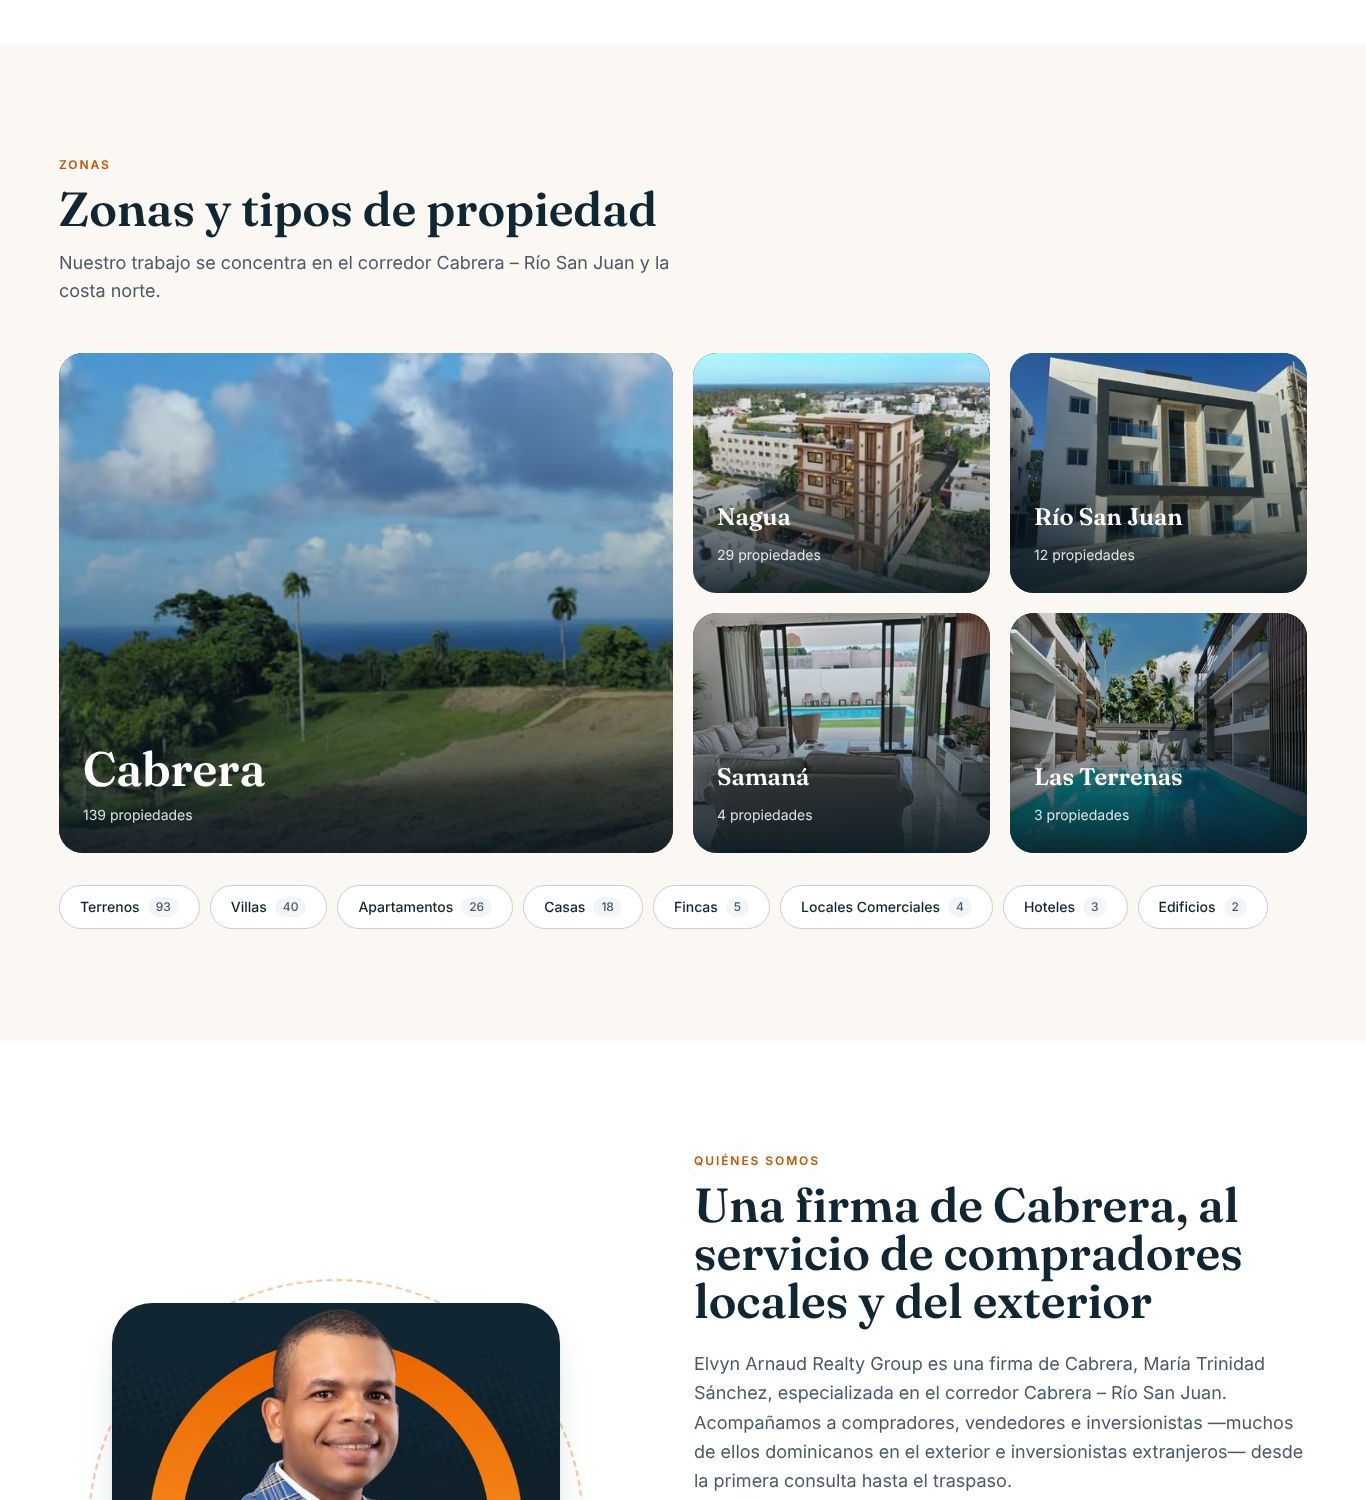 ZONAS
Zonas y tipos de propiedad
Nuestro trabajo se concentra en el corredor Cabrera – Río San Juan y la
costa norte.
Cabrera
139 propiedades
Nagua
29 propiedades
Río San Juan
12 propiedades
Samaná
4 propiedades
Las Terrenas
3 propiedades
Terrenos 93
Villas 40
Apartamentos 26
Casas 18
Fincas 5
Locales Comerciales 4
Hoteles 3
Edificios 2
QUIÉNES SOMOS
Una firma de Cabrera, al
servicio de compradores
locales y del exterior
Elvyn Arnaud Realty Group es una firma de Cabrera, María Trinidad
Sánchez, especializada en el corredor Cabrera – Río San Juan.
Acompañamos a compradores, vendedores e inversionistas —muchos
de ellos dominicanos en el exterior e inversionistas extranjeros— desde
la primera consulta hasta el traspaso.